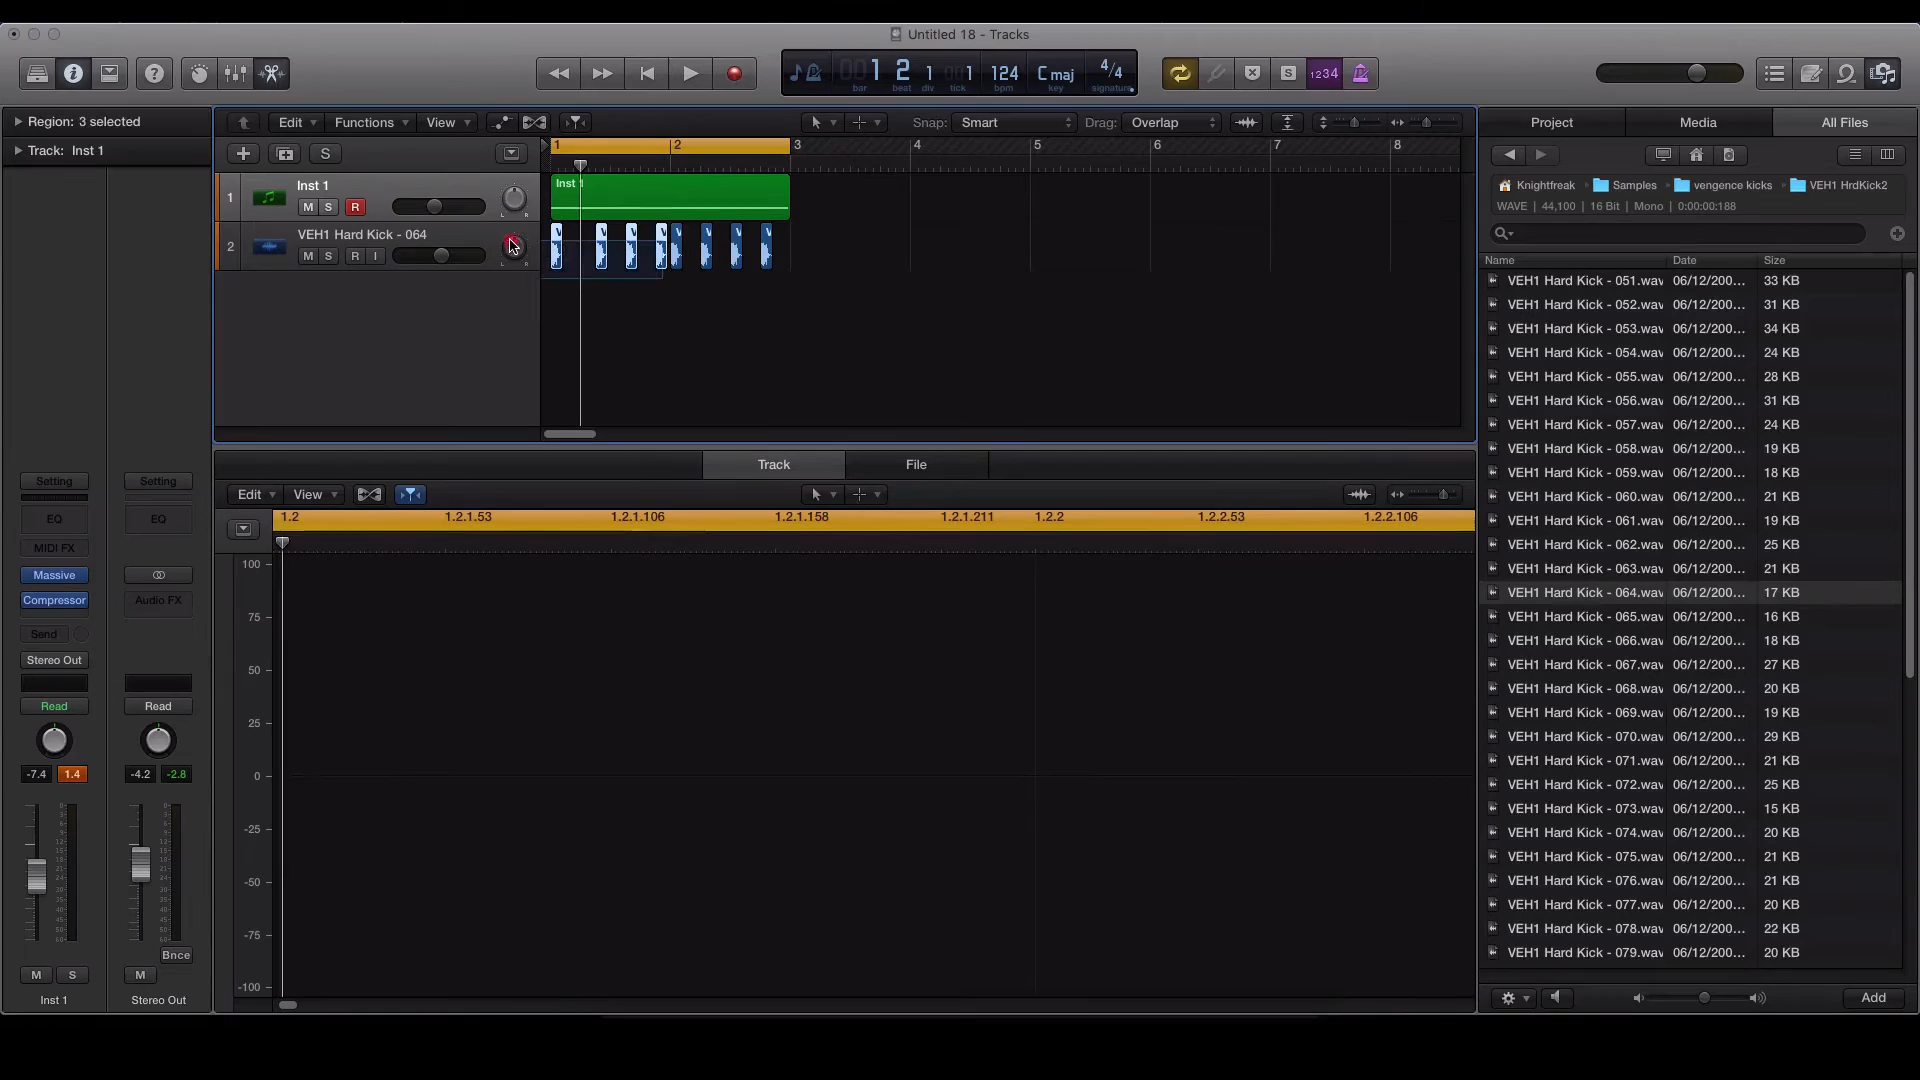 Untitled 18 - Tracks
1 2 1 1 124 C maj 4/4
bar beat div tick bpm key signature
1234
Region: 3 selected
Track: Inst 1
Edit Functions View Snap: Smart Drag: Overlap
S
1 2 3 4 5 6 7 8
1 Inst 1
M S R
L R
Inst 1
2 VEH1 Hard Kick - 064
M S R I
L R
V V V V V V V V
Track File
Edit View
1.2 1.2.1.53 1.2.1.106 1.2.1.158 1.2.1.211 1.2.2 1.2.2.53 1.2.2.106
100
75
50
25
0
-25
-50
-75
-100
Setting Setting
EQ EQ
MIDI FX
Massive
Compressor Audio FX
Send
Stereo Out
Read Read
-7.4 1.4 -4.2 -2.8
Bnce
M S M
Inst 1 Stereo Out
Project Media All Files
Knightfreak Samples vengence kicks VEH1 HrdKick2
WAVE | 44,100 | 16 Bit | Mono | 0:00:00:188
Name Date Size
VEH1 Hard Kick - 051.wav 06/12/200... 33 KB
VEH1 Hard Kick - 052.wav 06/12/200... 31 KB
VEH1 Hard Kick - 053.wav 06/12/200... 34 KB
VEH1 Hard Kick - 054.wav 06/12/200... 24 KB
VEH1 Hard Kick - 055.wav 06/12/200... 28 KB
VEH1 Hard Kick - 056.wav 06/12/200... 31 KB
VEH1 Hard Kick - 057.wav 06/12/200... 24 KB
VEH1 Hard Kick - 058.wav 06/12/200... 19 KB
VEH1 Hard Kick - 059.wav 06/12/200... 18 KB
VEH1 Hard Kick - 060.wav 06/12/200... 21 KB
VEH1 Hard Kick - 061.wav 06/12/200... 19 KB
VEH1 Hard Kick - 062.wav 06/12/200... 25 KB
VEH1 Hard Kick - 063.wav 06/12/200... 21 KB
VEH1 Hard Kick - 064.wav 06/12/200... 17 KB
VEH1 Hard Kick - 065.wav 06/12/200... 16 KB
VEH1 Hard Kick - 066.wav 06/12/200... 18 KB
VEH1 Hard Kick - 067.wav 06/12/200... 27 KB
VEH1 Hard Kick - 068.wav 06/12/200... 20 KB
VEH1 Hard Kick - 069.wav 06/12/200... 19 KB
VEH1 Hard Kick - 070.wav 06/12/200... 29 KB
VEH1 Hard Kick - 071.wav 06/12/200... 21 KB
VEH1 Hard Kick - 072.wav 06/12/200... 25 KB
VEH1 Hard Kick - 073.wav 06/12/200... 15 KB
VEH1 Hard Kick - 074.wav 06/12/200... 20 KB
VEH1 Hard Kick - 075.wav 06/12/200... 21 KB
VEH1 Hard Kick - 076.wav 06/12/200... 21 KB
VEH1 Hard Kick - 077.wav 06/12/200... 20 KB
VEH1 Hard Kick - 078.wav 06/12/200... 22 KB
VEH1 Hard Kick - 079.wav 06/12/200... 20 KB
Add